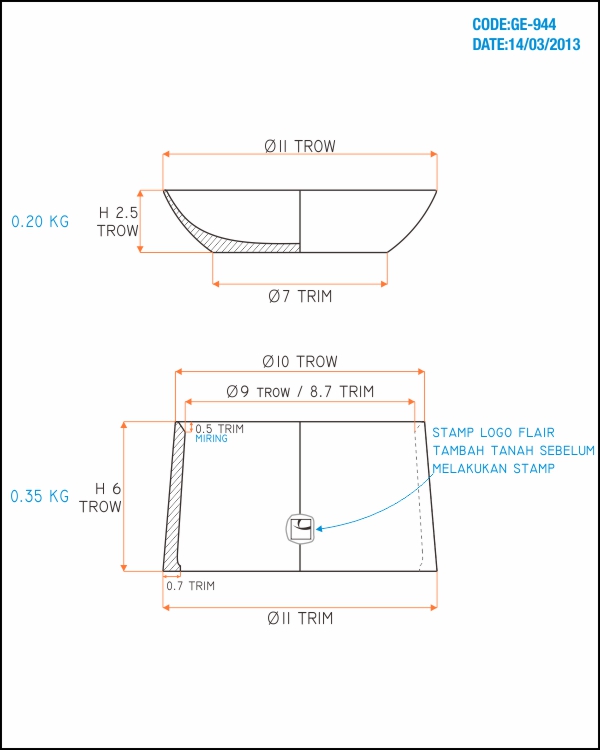 CODE:GE-944
DATE:14/03/2013
Ø11 TROW
0.20 KG
H 2.5
TROW
Ø7 TRIM
Ø10 TROW
Ø9 TROW / 8.7 TRIM
0.5 TRIM
MIRING
STAMP LOGO FLAIR
TAMBAH TANAH SEBELUM
MELAKUKAN STAMP
0.35 KG
H 6
TROW
0.7 TRIM
Ø11 TRIM